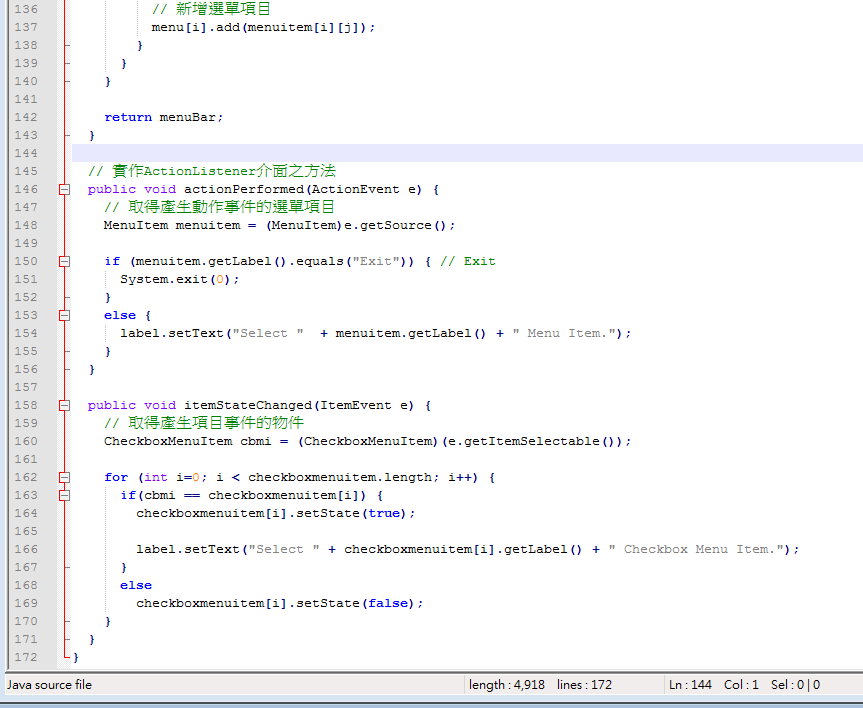 136 // 新增選單項目
137 menu[i].add(menuitem[i][j]);
138 }
139 }
140 }
141
142 return menuBar;
143 }
144
145 // 實作ActionListener介面之方法
146 public void actionPerformed(ActionEvent e) {
147 // 取得產生動作事件的選單項目
148 MenuItem menuitem = (MenuItem)e.getSource();
149
150 if (menuitem.getLabel().equals("Exit")) { // Exit
151 System.exit(0);
152 }
153 else {
154 label.setText("Select "  + menuitem.getLabel() + " Menu Item.");
155 }
156 }
157
158 public void itemStateChanged(ItemEvent e) {
159 // 取得產生項目事件的物件
160 CheckboxMenuItem cbmi = (CheckboxMenuItem)(e.getItemSelectable());
161
162 for (int i=0; i < checkboxmenuitem.length; i++) {
163 if(cbmi == checkboxmenuitem[i]) {
164 checkboxmenuitem[i].setState(true);
165
166 label.setText("Select " + checkboxmenuitem[i].getLabel() + " Checkbox Menu Item.");
167 }
168 else
169 checkboxmenuitem[i].setState(false);
170 }
171 }
172 }
Java source file length : 4,918 lines : 172 Ln : 144 Col : 1 Sel : 0 | 0